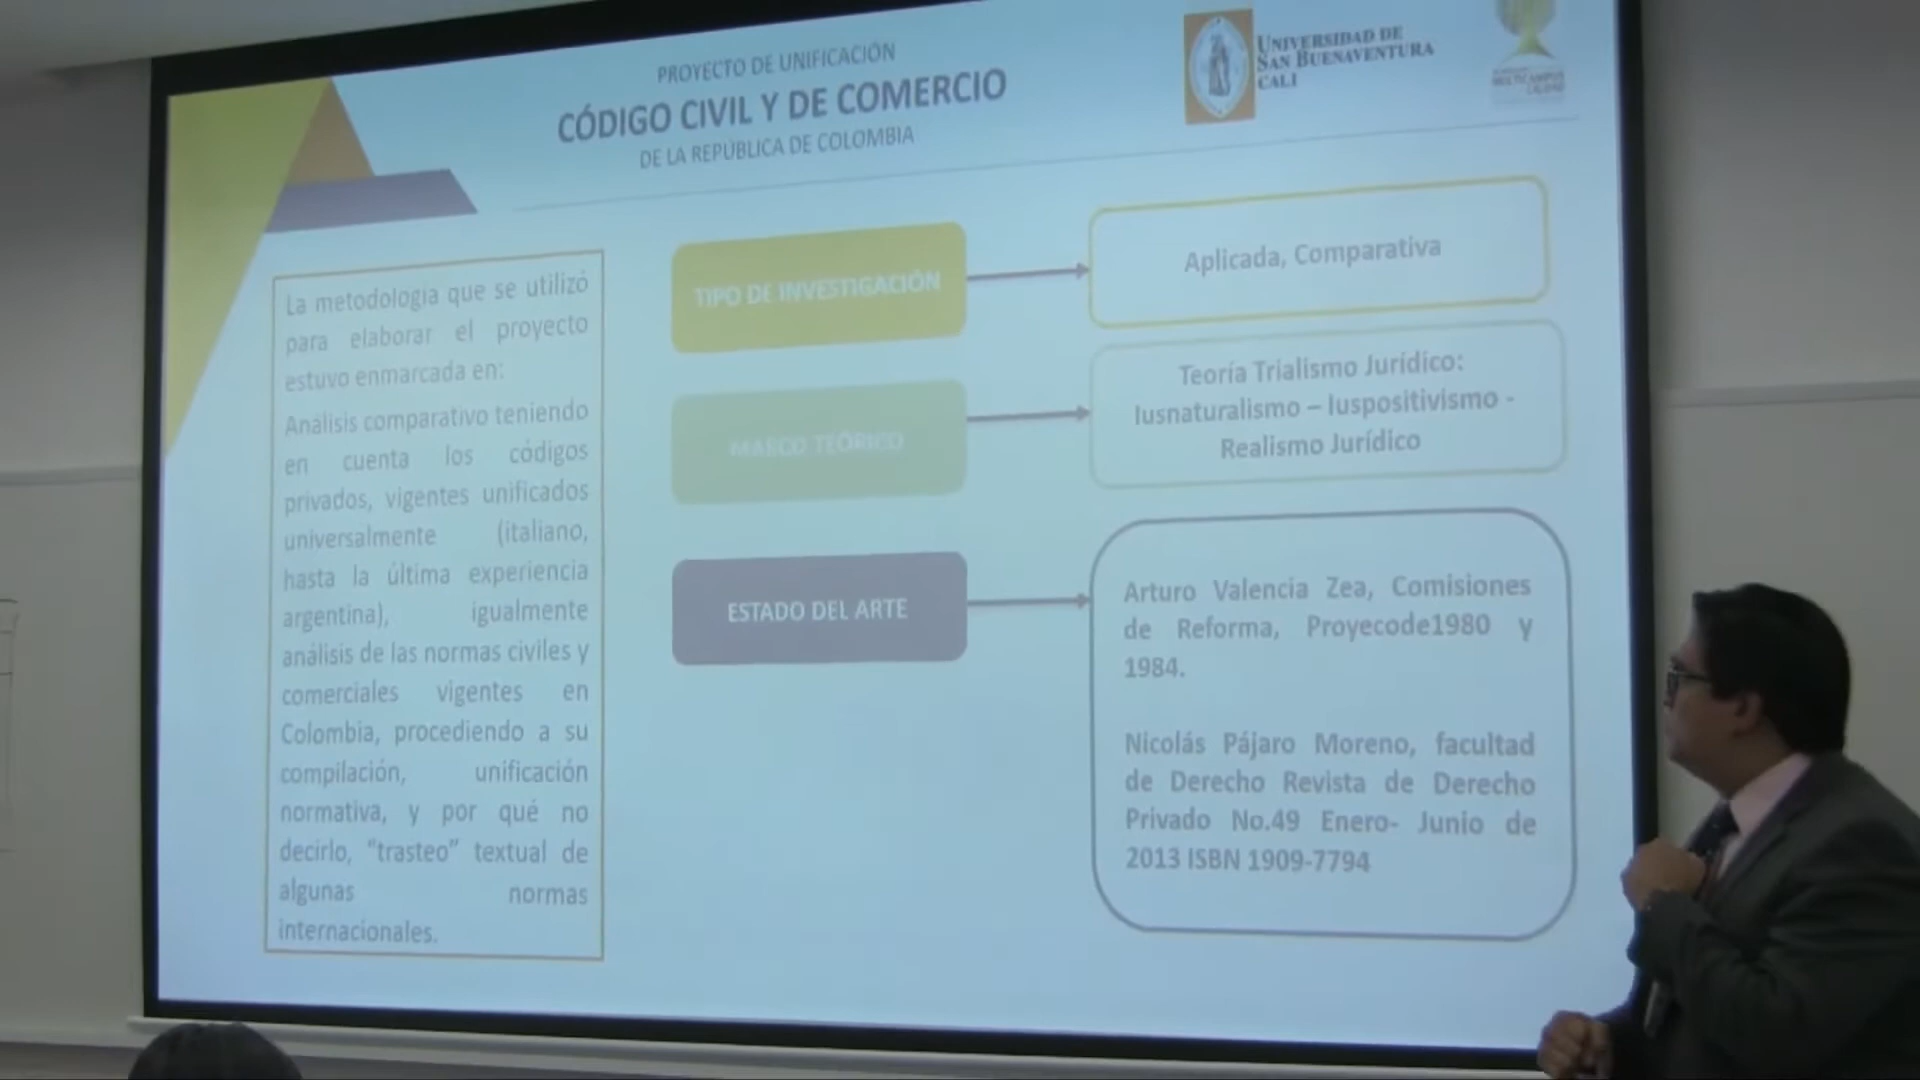 PROYECTO DE UNIFICACIÓN
CÓDIGO CIVIL Y DE COMERCIO
DE LA REPÚBLICA DE COLOMBIA
UNIVERSIDAD DE
SAN BUENAVENTURA
CALI
MULTICAMPUS
CALIDAD
La metodología que se utilizó
para elaborar el proyecto
estuvo enmarcada en:
Análisis comparativo teniendo
en cuenta los códigos
privados, vigentes unificados
universalmente (italiano,
hasta la última experiencia
argentina), igualmente
análisis de las normas civiles y
comerciales vigentes en
Colombia, procediendo a su
compilación, unificación
normativa, y por qué no
decirlo, “trasteo” textual de
algunas normas
internacionales.
TIPO DE INVESTIGACIÓN
Aplicada, Comparativa
MARCO TEÓRICO
Teoría Trialismo Jurídico:
Iusnaturalismo – Iuspositivismo -
Realismo Jurídico
ESTADO DEL ARTE
Arturo Valencia Zea, Comisiones
de Reforma, Proyecode1980 y
1984.
Nicolás Pájaro Moreno, facultad
de Derecho Revista de Derecho
Privado No.49 Enero- Junio de
2013 ISBN 1909-7794